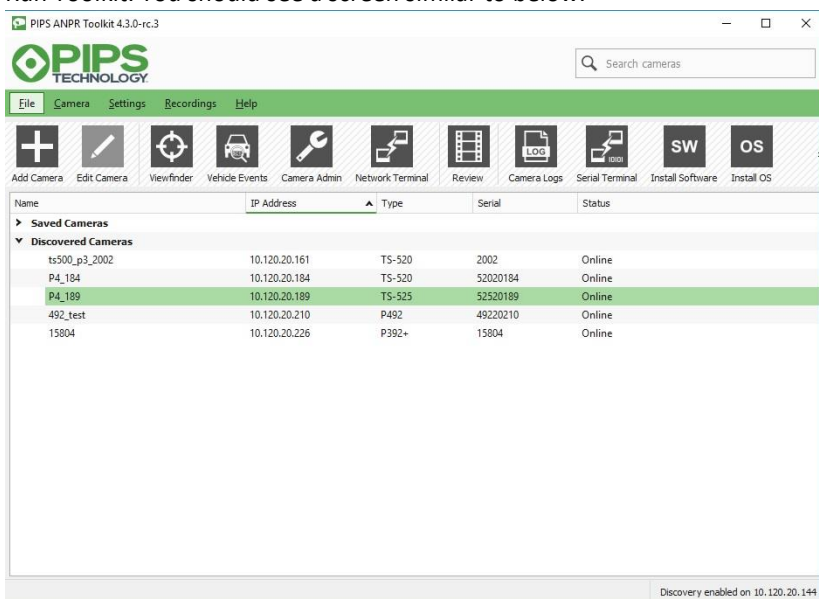 Run Toolkit. You should see a screen similar to below.
PIPS ANPR Toolkit 4.3.0-rc.3
PIPS
TECHNOLOGY.
Search cameras
File Camera Settings Recordings Help
LOG IOIOI SW OS
Add Camera Edit Camera Viewfinder Vehicle Events Camera Admin Network Terminal Review Camera Logs Serial Terminal Install Software Install OS
Name IP Address Type Serial Status
Saved Cameras
Discovered Cameras
ts500_p3_2002 10.120.20.161 TS-520 2002 Online
P4_184 10.120.20.184 TS-520 52020184 Online
P4_189 10.120.20.189 TS-525 52520189 Online
492_test 10.120.20.210 P492 49220210 Online
15804 10.120.20.226 P392+ 15804 Online
Discovery enabled on 10.120.20.144